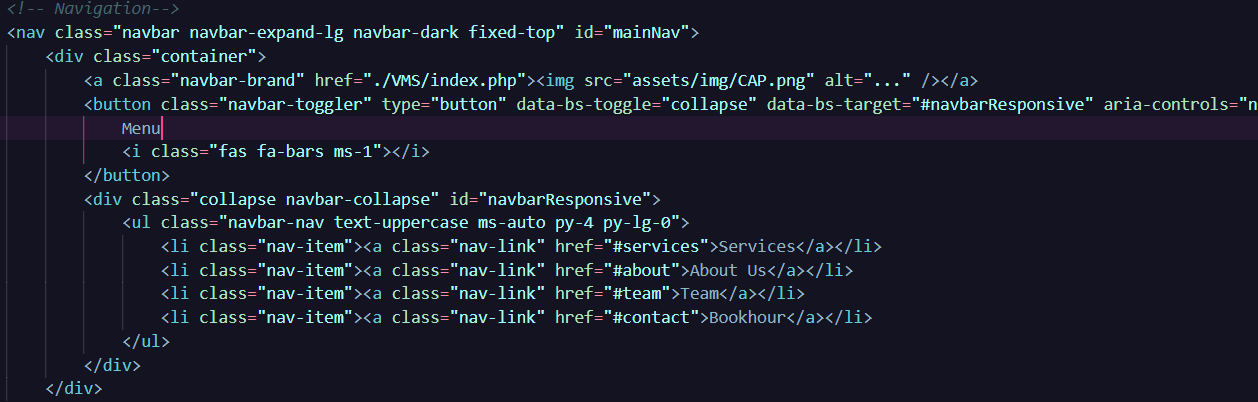 <!-- Navigation-->
<nav class="navbar navbar-expand-lg navbar-dark fixed-top" id="mainNav">
<div class="container">
<a class="navbar-brand" href="./VMS/index.php"><img src="assets/img/CAP.png" alt="..." /></a>
<button class="navbar-toggler" type="button" data-bs-toggle="collapse" data-bs-target="#navbarResponsive" aria-controls="n
Menu
<i class="fas fa-bars ms-1"></i>
</button>
<div class="collapse navbar-collapse" id="navbarResponsive">
<ul class="navbar-nav text-uppercase ms-auto py-4 py-lg-0">
<li class="nav-item"><a class="nav-link" href="#services">Services</a></li>
<li class="nav-item"><a class="nav-link" href="#about">About Us</a></li>
<li class="nav-item"><a class="nav-link" href="#team">Team</a></li>
<li class="nav-item"><a class="nav-link" href="#contact">Bookhour</a></li>
</ul>
</div>
</div>